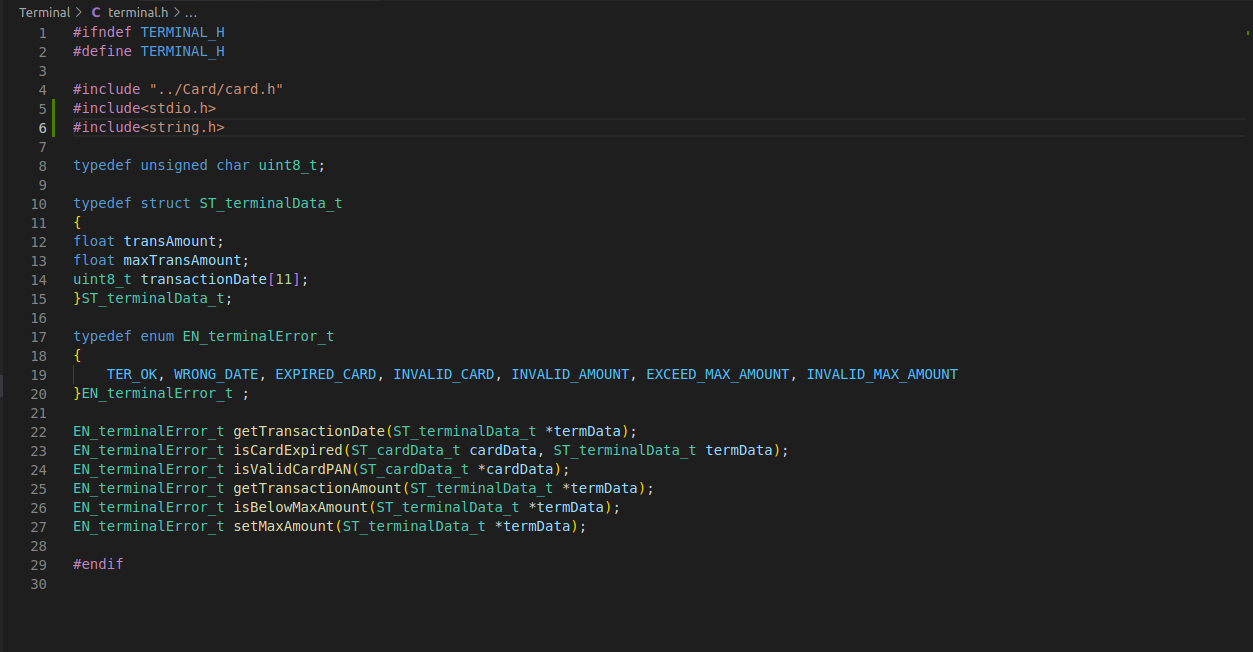 Terminal > C terminal.h > ...
1 #ifndef TERMINAL_H
2 #define TERMINAL_H
3
4 #include "../Card/card.h"
5 #include<stdio.h>
6 #include<string.h>
7
8 typedef unsigned char uint8_t;
9
10 typedef struct ST_terminalData_t
11 {
12 float transAmount;
13 float maxTransAmount;
14 uint8_t transactionDate[11];
15 }ST_terminalData_t;
16
17 typedef enum EN_terminalError_t
18 {
19     TER_OK, WRONG_DATE, EXPIRED_CARD, INVALID_CARD, INVALID_AMOUNT, EXCEED_MAX_AMOUNT, INVALID_MAX_AMOUNT
20 }EN_terminalError_t ;
21
22 EN_terminalError_t getTransactionDate(ST_terminalData_t *termData);
23 EN_terminalError_t isCardExpired(ST_cardData_t cardData, ST_terminalData_t termData);
24 EN_terminalError_t isValidCardPAN(ST_cardData_t *cardData);
25 EN_terminalError_t getTransactionAmount(ST_terminalData_t *termData);
26 EN_terminalError_t isBelowMaxAmount(ST_terminalData_t *termData);
27 EN_terminalError_t setMaxAmount(ST_terminalData_t *termData);
28
29 #endif
30